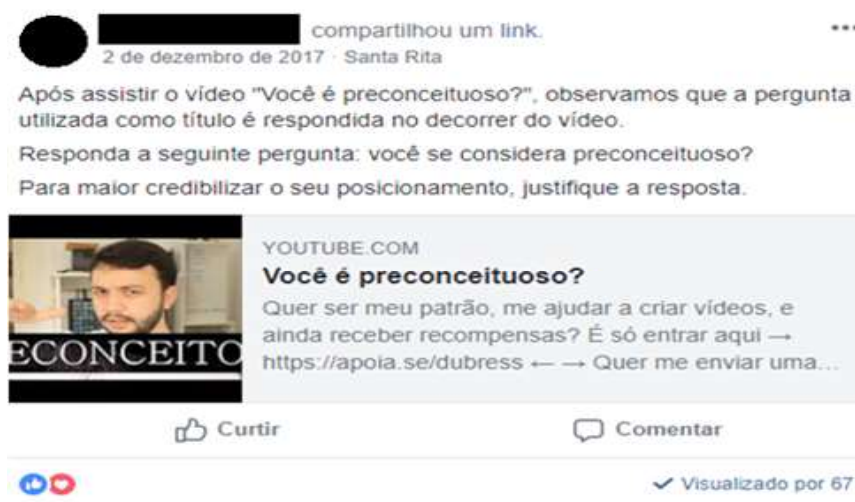 compartilhou um link.
2 de dezembro de 2017 · Santa Rita
Após assistir o vídeo "Você é preconceituoso?", observamos que a pergunta
utilizada como título é respondida no decorrer do vídeo.
Responda a seguinte pergunta: você se considera preconceituoso?
Para maior credibilizar o seu posicionamento, justifique a resposta.
YOUTUBE.COM
Você é preconceituoso?
Quer ser meu patrão, me ajudar a criar vídeos, e
ainda receber recompensas? É só entrar aqui →
https://apoia.se/dubress ← → Quer me enviar uma...
ECONCEITO
Curtir Comentar
Visualizado por 67